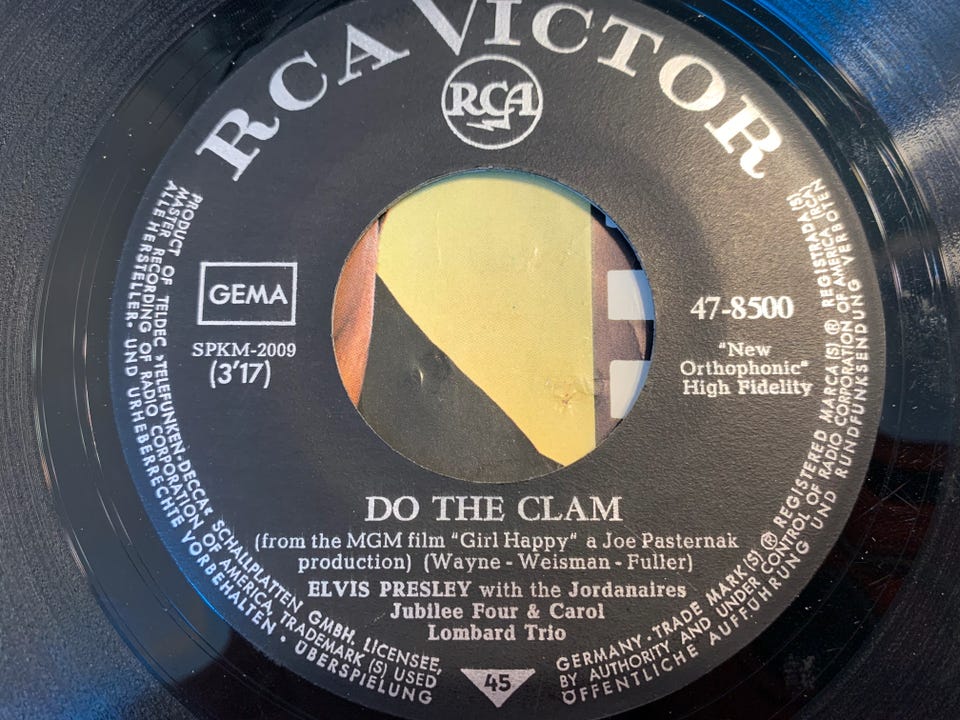 RCA VICTOR
RCA
GEMA
SPKM-2009
(3'17)
47-8500
"New
Orthophonic"
High Fidelity
DO THE CLAM
(from the MGM film "Girl Happy" a Joe Pasternak
production) (Wayne - Weisman - Fuller)
ELVIS PRESLEY with the Jordanaires
Jubilee Four & Carol
Lombard Trio
45
PRODUCT OF TELDEC »TELEFUNKEN-DECCA« SCHALLPLATTEN GMBH. LICENSEE,
MASTER RECORDING OF RADIO CORPORATION OF AMERICA, TRADEMARK (S) USED
ALLE HERSTELLER- UND URHEBERRECHTE VORBEHALTEN • ÜBERSPIELUNG
GERMANY - TRADE MARK (S) ® REGISTERED MARCA(S) ® REGISTRADA(S)
BY AUTHORITY AND UNDER CONTROL OF RADIO CORPORATION OF AMERICA (RCA)
ÖFFENTLICHE AUFFÜHRUNG UND RUNDFUNKSENDUNG VERBOTEN